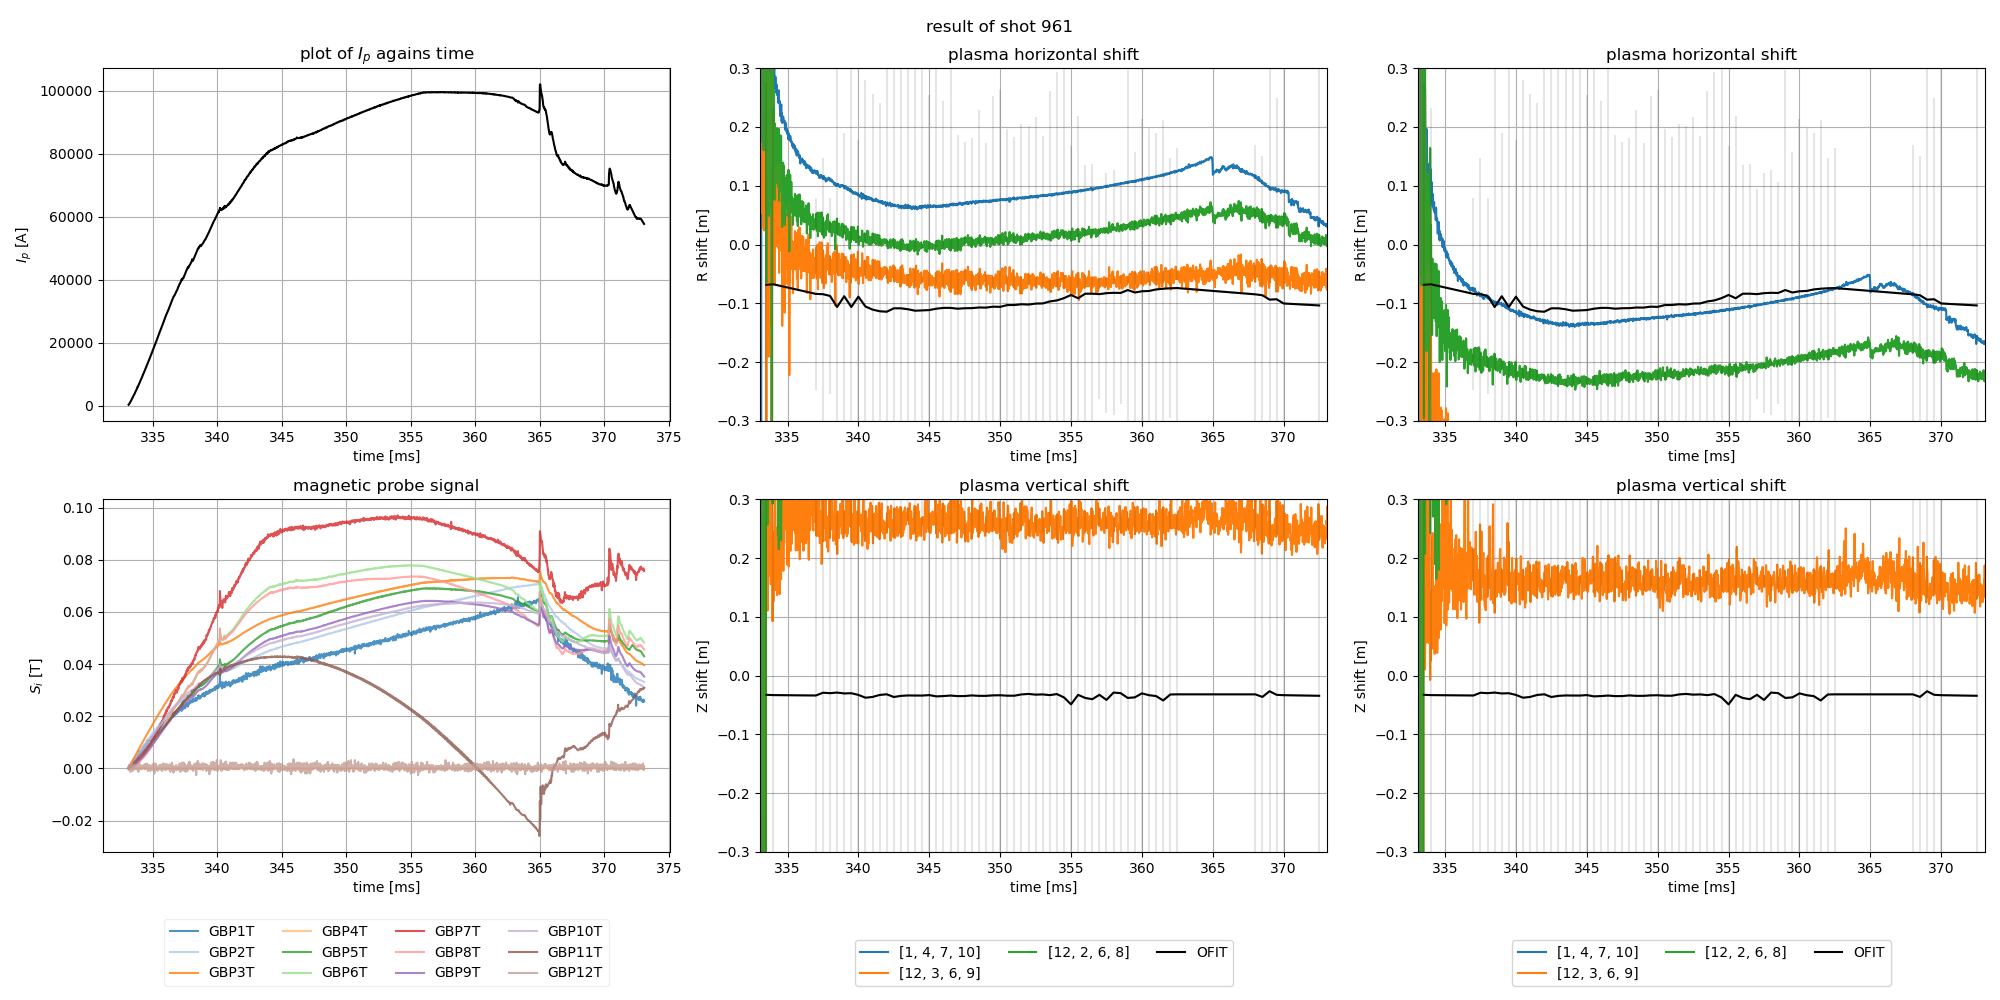 result of shot 961
plot of I_p agains time
plasma horizontal shift
plasma horizontal shift
I_p [A]
100000
80000
60000
40000
20000
0
335 340 345 350 355 360 365 370 375
time [ms]
R shift [m]
0.3
0.2
0.1
0.0
−0.1
−0.2
−0.3
335 340 345 350 355 360 365 370
time [ms]
R shift [m]
0.3
0.2
0.1
0.0
−0.1
−0.2
−0.3
335 340 345 350 355 360 365 370
time [ms]
magnetic probe signal
plasma vertical shift
plasma vertical shift
S_i [T]
0.10
0.08
0.06
0.04
0.02
0.00
−0.02
335 340 345 350 355 360 365 370 375
time [ms]
Z shift [m]
0.3
0.2
0.1
0.0
−0.1
−0.2
−0.3
335 340 345 350 355 360 365 370
time [ms]
Z shift [m]
0.3
0.2
0.1
0.0
−0.1
−0.2
−0.3
335 340 345 350 355 360 365 370
time [ms]
GBP1T GBP4T GBP7T GBP10T
GBP2T GBP5T GBP8T GBP11T
GBP3T GBP6T GBP9T GBP12T
[1, 4, 7, 10] [12, 2, 6, 8] OFIT
[12, 3, 6, 9]
[1, 4, 7, 10] [12, 2, 6, 8] OFIT
[12, 3, 6, 9]